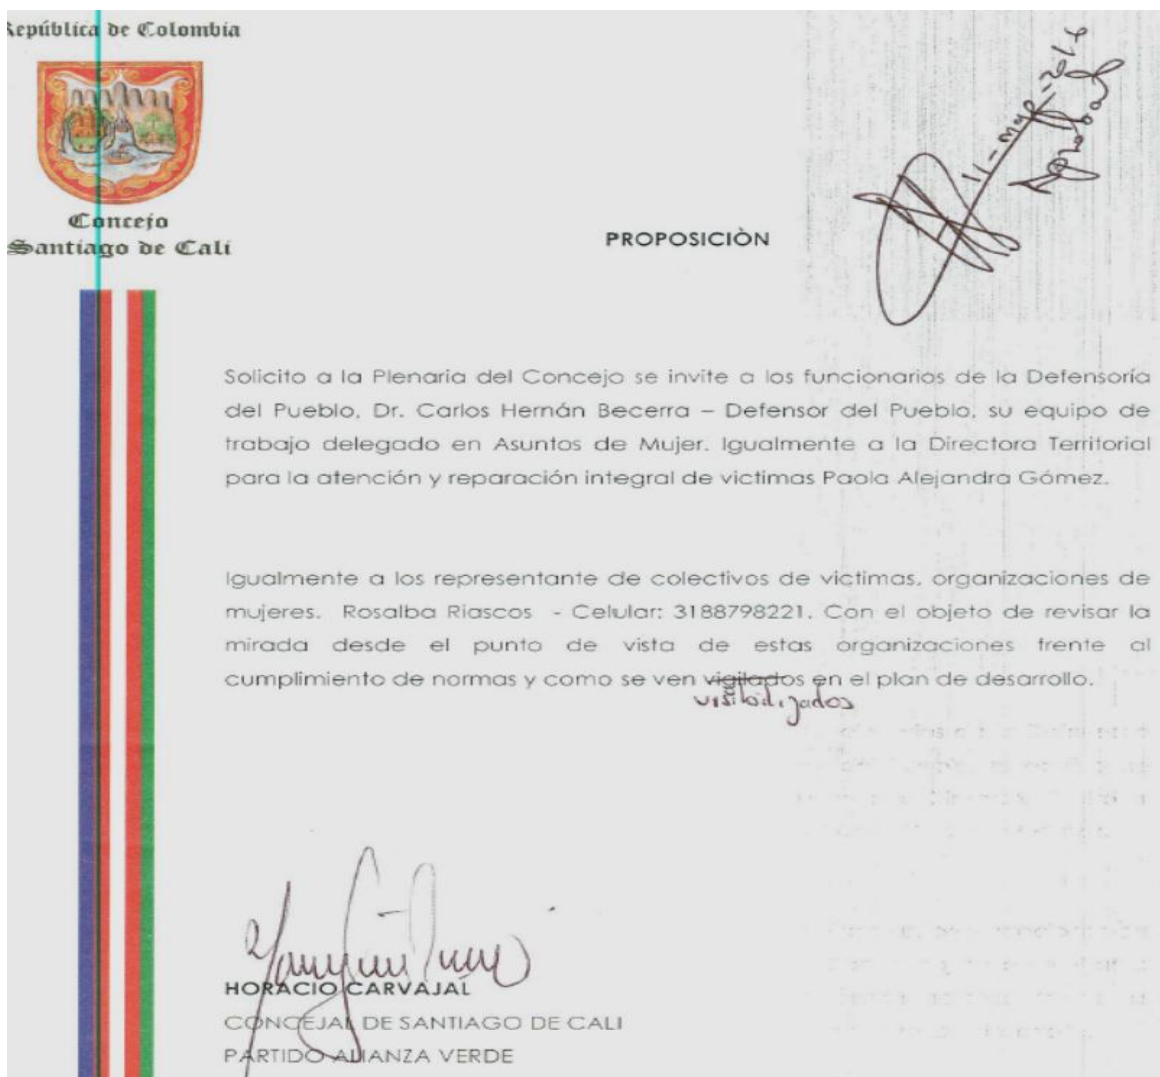 República de Colombia
Concejo
Santiago de Cali
11-mayo-2016
Aprobada
PROPOSICIÒN
Solicito a la Plenaria del Concejo se invite a los funcionarios de la Defensoría
del Pueblo, Dr. Carlos Hernán Becerra – Defensor del Pueblo, su equipo de
trabajo delegado en Asuntos de Mujer. Igualmente a la Directora Territorial
para la atención y reparación integral de victimas Paola Alejandra Gómez.
Igualmente a los representante de colectivos de victimas, organizaciones de
mujeres. Rosalba Riascos - Celular: 3188798221. Con el objeto de revisar la
mirada desde el punto de vista de estas organizaciones frente al
cumplimiento de normas y como se ven vigilados en el plan de desarrollo.
visibilizados
HORACIO CARVAJAL
CONCEJAL DE SANTIAGO DE CALI
PARTIDO ALIANZA VERDE